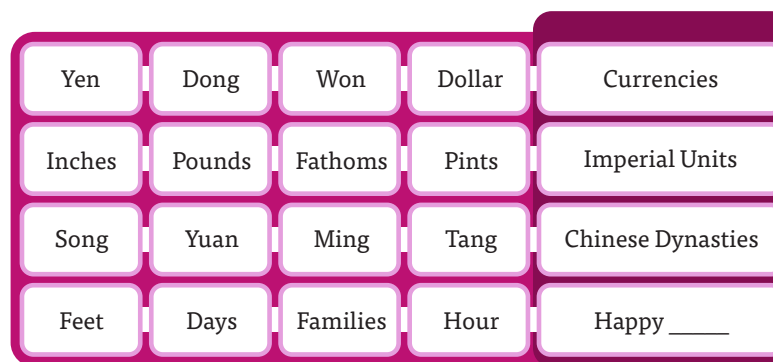 Yen Dong Won Dollar Currencies
Inches Pounds Fathoms Pints Imperial Units
Song Yuan Ming Tang Chinese Dynasties
Feet Days Families Hour Happy _____